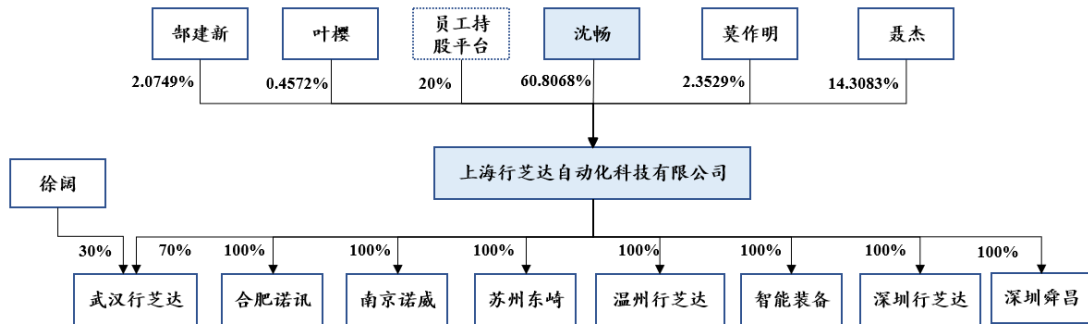 郜建新
叶樱
员工持
股平台
沈畅
莫作明
聂杰
2.0749%
0.4572%
20%
60.8068%
2.3529%
14.3083%
上海行芝达自动化科技有限公司
徐阔
30%
70%
100%
100%
100%
100%
100%
100%
100%
武汉行芝达
合肥诺讯
南京诺威
苏州东崎
温州行芝达
智能装备
深圳行芝达
深圳舜昌